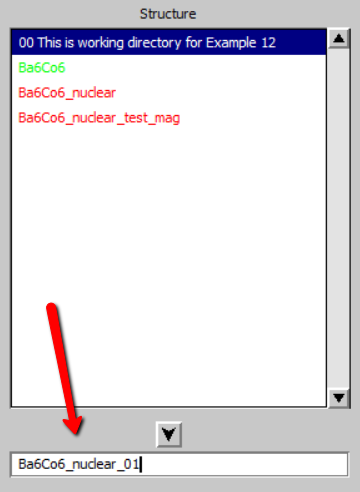 Structure
00 This is working directory for Example 12
Ba6Co6
Ba6Co6_nuclear
Ba6Co6_nuclear_test_mag
Ba6Co6_nuclear_01